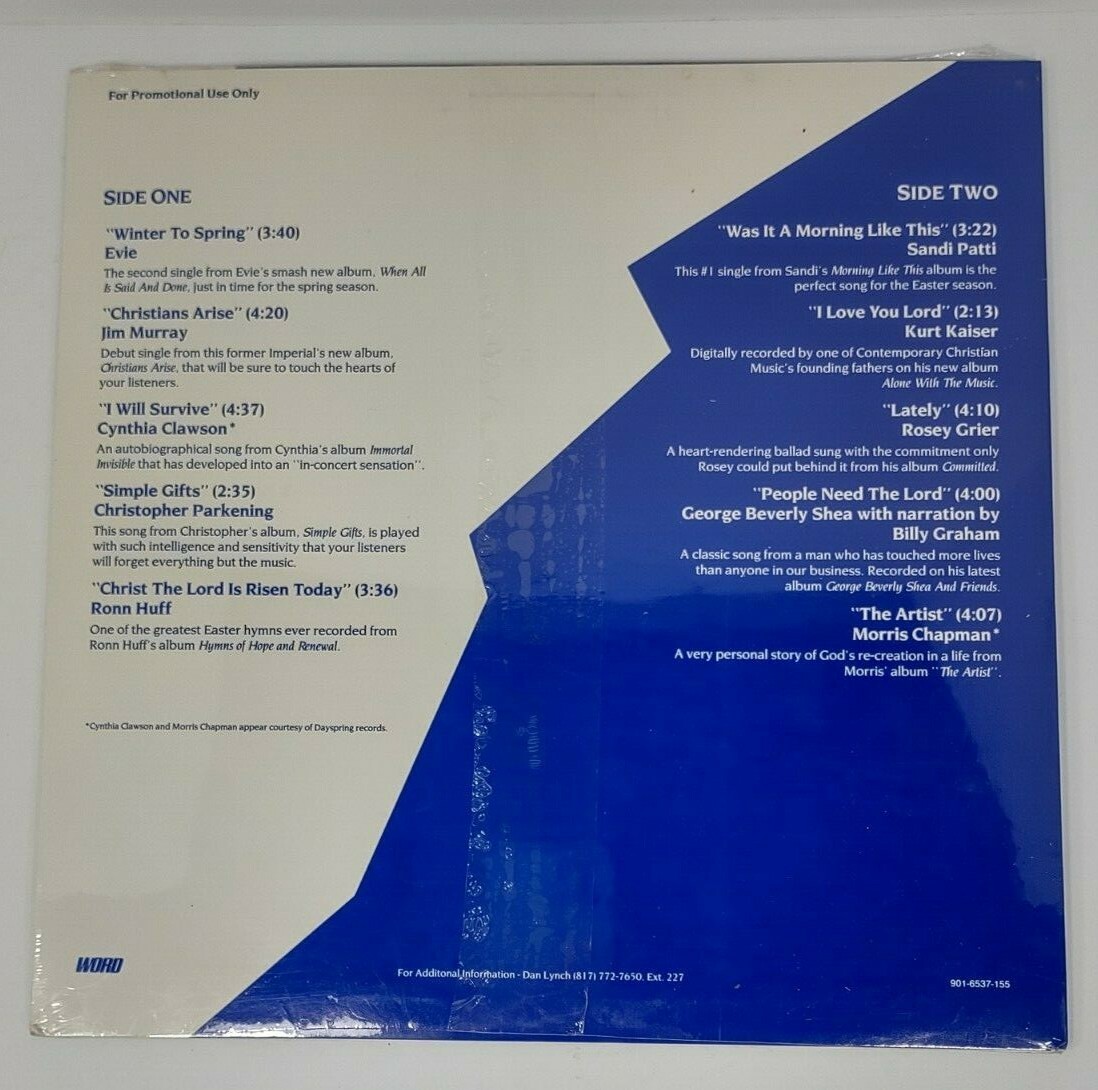 For Promotional Use Only
SIDE ONE
"Winter To Spring" (3:40)
Evie
The second single from Evie's smash new album, When All
Is Said And Done, just in time for the spring season.
"Christians Arise" (4:20)
Jim Murray
Debut single from this former Imperial's new album,
Christians Arise, that will be sure to touch the hearts of
your listeners.
"I Will Survive" (4:37)
Cynthia Clawson*
An autobiographical song from Cynthia's album Immortal
Invisible that has developed into an "in-concert sensation".
"Simple Gifts" (2:35)
Christopher Parkening
This song from Christopher's album, Simple Gifts, is played
with such intelligence and sensitivity that your listeners
will forget everything but the music.
"Christ The Lord Is Risen Today" (3:36)
Ronn Huff
One of the greatest Easter hymns ever recorded from
Ronn Huff's album Hymns of Hope and Renewal.
*Cynthia Clawson and Morris Chapman appear courtesy of Dayspring records.
SIDE TWO
"Was It A Morning Like This" (3:22)
Sandi Patti
This #1 single from Sandi's Morning Like This album is the
perfect song for the Easter season.
"I Love You Lord" (2:13)
Kurt Kaiser
Digitally recorded by one of Contemporary Christian
Music's founding fathers on his new album
Alone With The Music.
"Lately" (4:10)
Rosey Grier
A heart-rendering ballad sung with the commitment only
Rosey could put behind it from his album Committed.
"People Need The Lord" (4:00)
George Beverly Shea with narration by
Billy Graham
A classic song from a man who has touched more lives
than anyone in our business. Recorded on his latest
album George Beverly Shea And Friends.
"The Artist" (4:07)
Morris Chapman*
A very personal story of God's re-creation in a life from
Morris' album "The Artist".
WORD
For Additonal Information - Dan Lynch (817) 772-7650, Ext. 227
901-6537-155